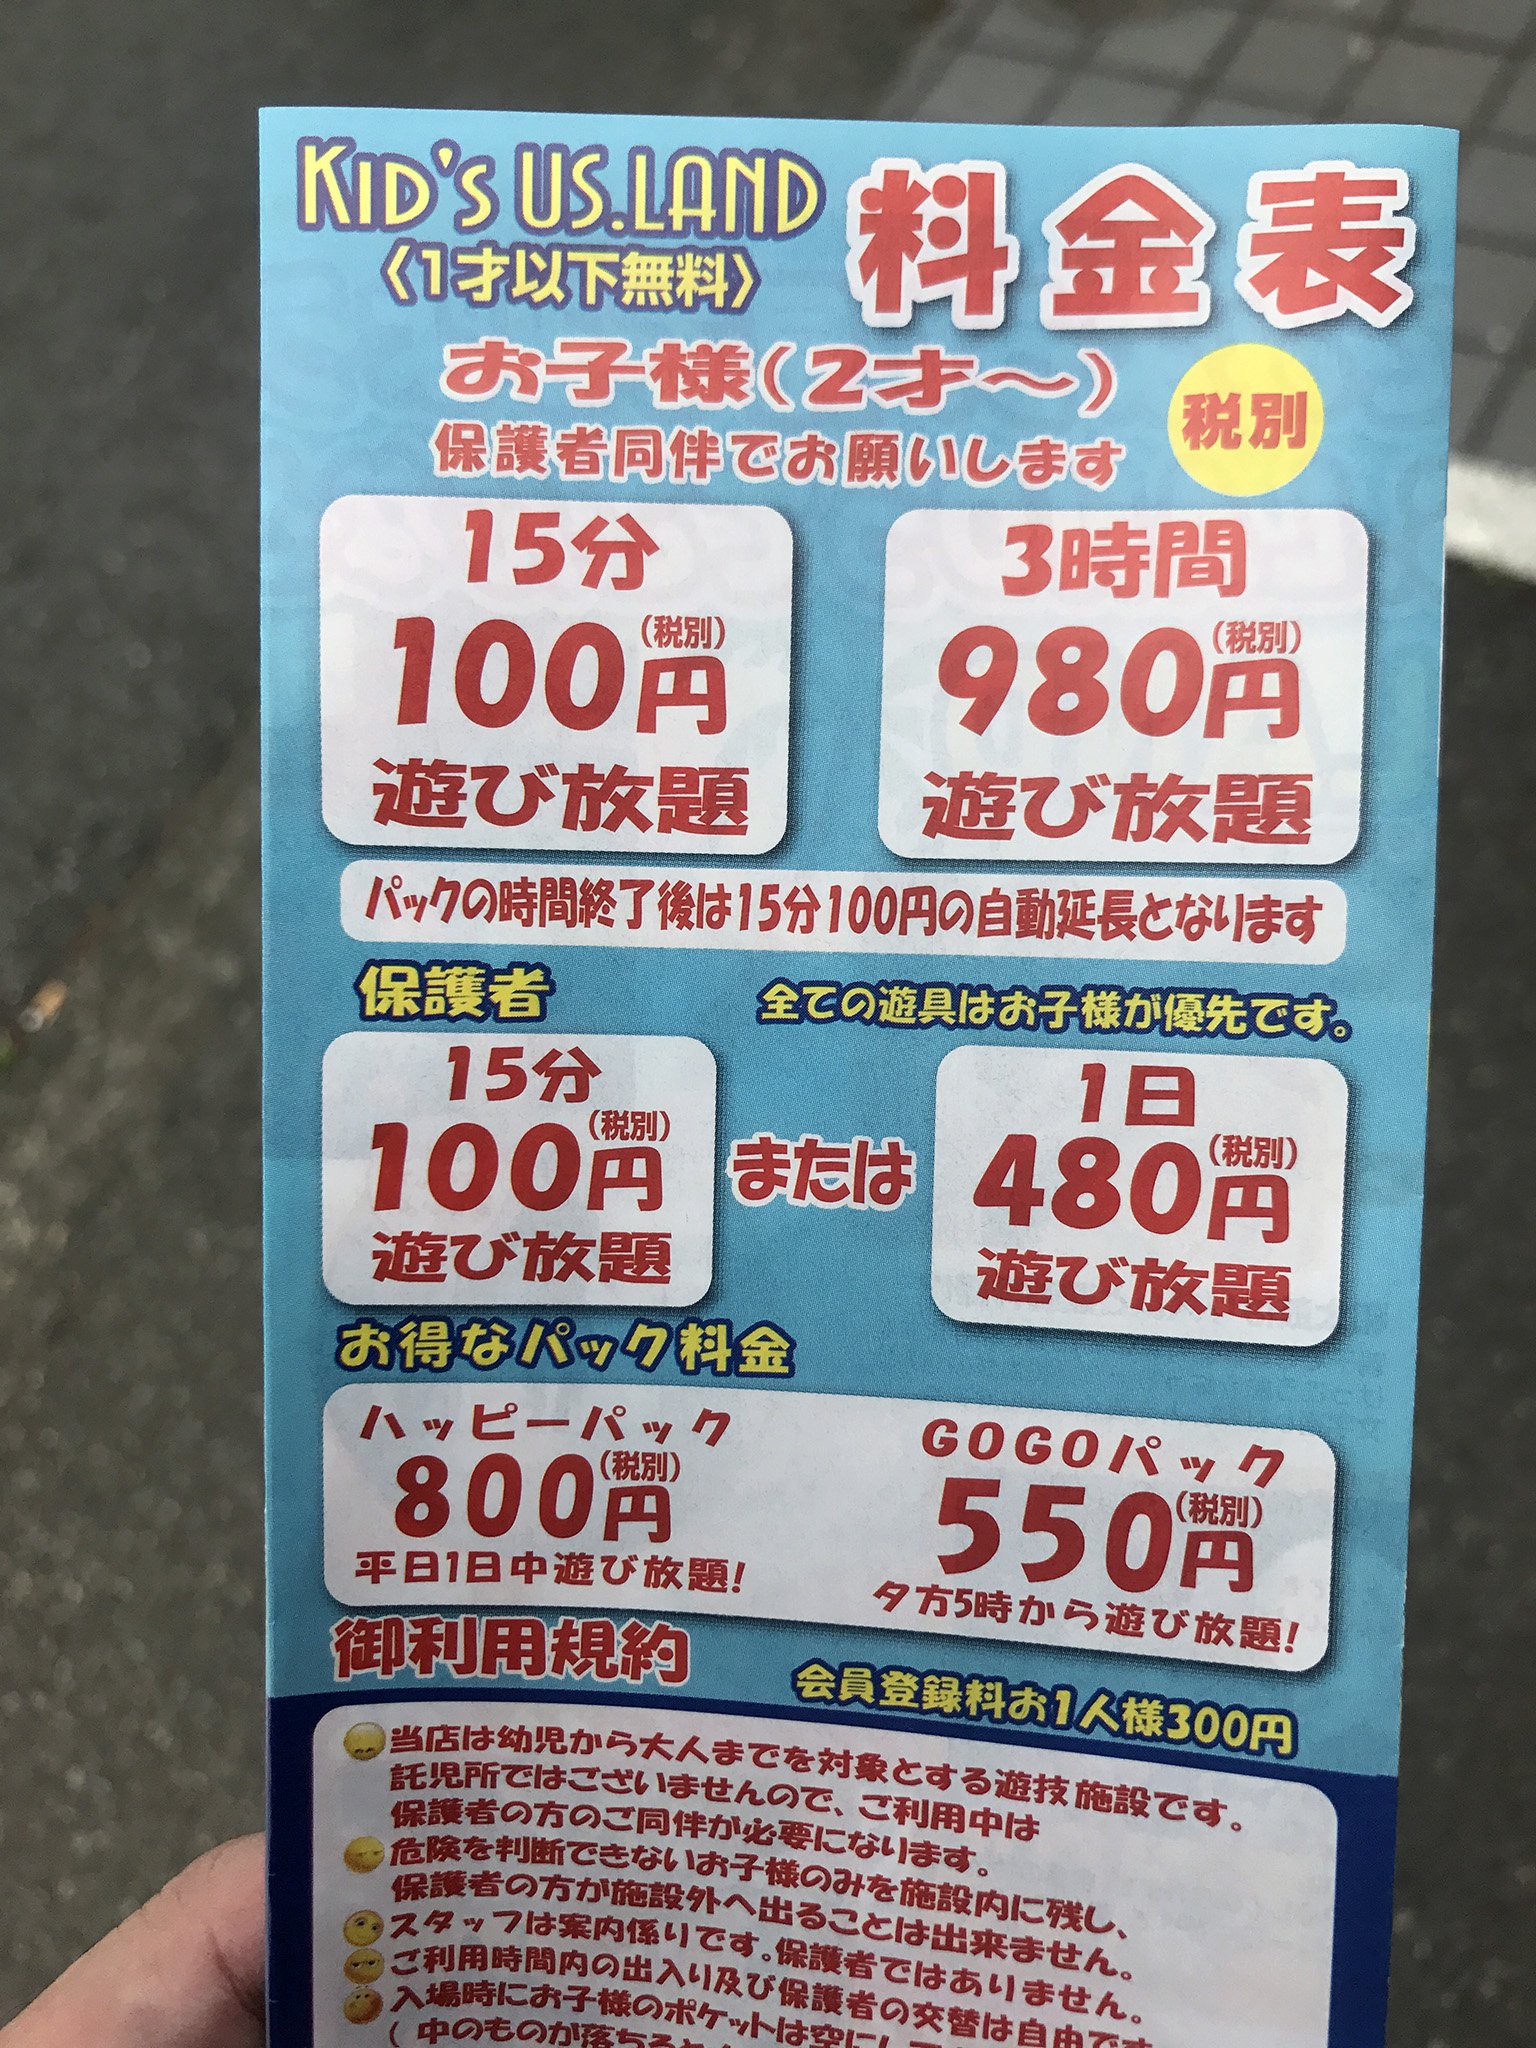 KID'S US.LAND
〈1才以下無料〉
料金表
お子様(2才〜)
保護者同伴でお願いします
税別
15分
100円(税別)
遊び放題
3時間
980円(税別)
遊び放題
パックの時間終了後は15分100円の自動延長となります
保護者
全ての遊具はお子様が優先です。
15分
100円(税別)
遊び放題
または
1日
480円(税別)
遊び放題
お得なパック料金
ハッピーパック
800円(税別)
平日1日中遊び放題!
GOGOパック
550円(税別)
夕方5時から遊び放題!
御利用規約
会員登録料お1人様300円
当店は幼児から大人までを対象とする遊技施設です。
託児所ではございませんので、ご利用中は
保護者の方のご同伴が必要になります。
危険を判断できないお子様のみを施設内に残し、
保護者の方が施設外へ出ることは出来ません。
スタッフは案内係りです。保護者ではありません。
ご利用時間内の出入り及び保護者の交替は自由です
入場時にお子様のポケットは空にして
(中のものが落ちる